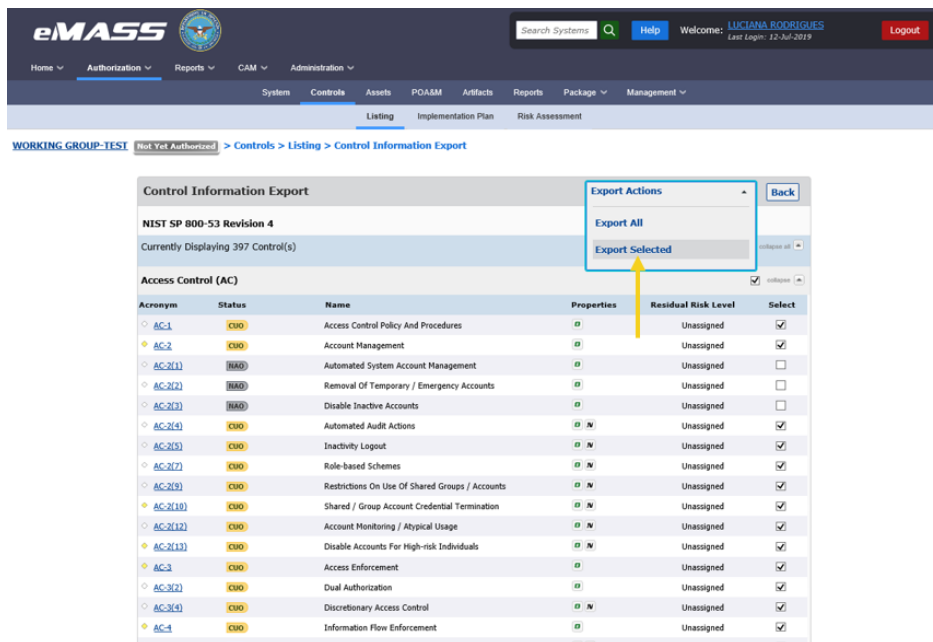 eMASS
Search Systems Help Welcome: LUCIANA RODRIGUES Logout
Last Login: 12-Jul-2019
Home Authorization Reports CAM Administration
System Controls Assets POA&M Artifacts Reports Package Management
Listing Implementation Plan Risk Assessment
WORKING GROUP-TEST Not Yet Authorized > Controls > Listing > Control Information Export
Control Information Export Export Actions Back
NIST SP 800-53 Revision 4 Export All
Currently Displaying 397 Control(s) Export Selected collapse all
Access Control (AC) collapse
Acronym Status Name Properties Residual Risk Level Select
AC-1 CUO Access Control Policy And Procedures Unassigned
AC-2 CUO Account Management Unassigned
AC-2(1) NAO Automated System Account Management Unassigned
AC-2(2) NAO Removal Of Temporary / Emergency Accounts Unassigned
AC-2(3) NAO Disable Inactive Accounts Unassigned
AC-2(4) CUO Automated Audit Actions N Unassigned
AC-2(5) CUO Inactivity Logout N Unassigned
AC-2(7) CUO Role-based Schemes N Unassigned
AC-2(9) CUO Restrictions On Use Of Shared Groups / Accounts N Unassigned
AC-2(10) CUO Shared / Group Account Credential Termination N Unassigned
AC-2(12) CUO Account Monitoring / Atypical Usage N Unassigned
AC-2(13) CUO Disable Accounts For High-risk Individuals N Unassigned
AC-3 CUO Access Enforcement Unassigned
AC-3(2) CUO Dual Authorization Unassigned
AC-3(4) CUO Discretionary Access Control N Unassigned
AC-4 CUO Information Flow Enforcement Unassigned